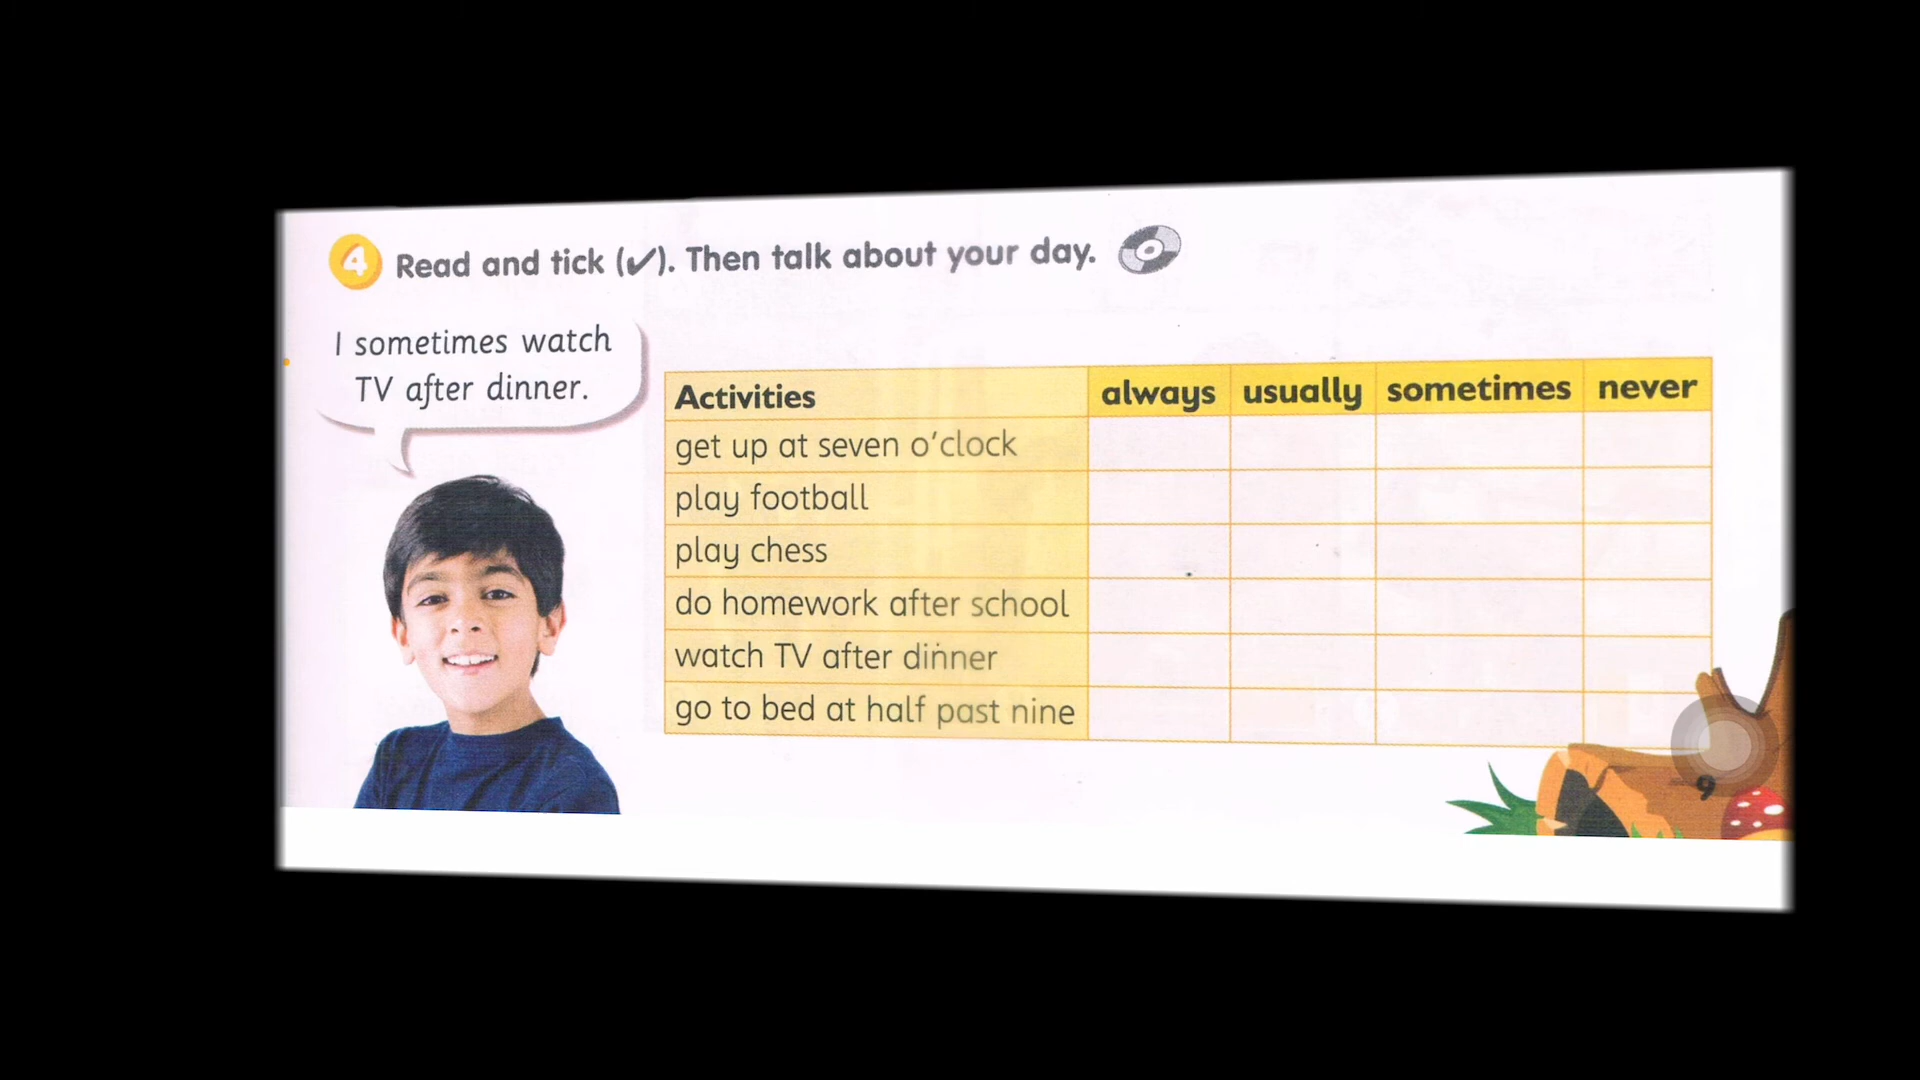 4 Read and tick (✓). Then talk about your day.
I sometimes watch
TV after dinner.
Activities always usually sometimes never
get up at seven o'clock
play football
play chess
do homework after school
watch TV after dinner
go to bed at half past nine
9